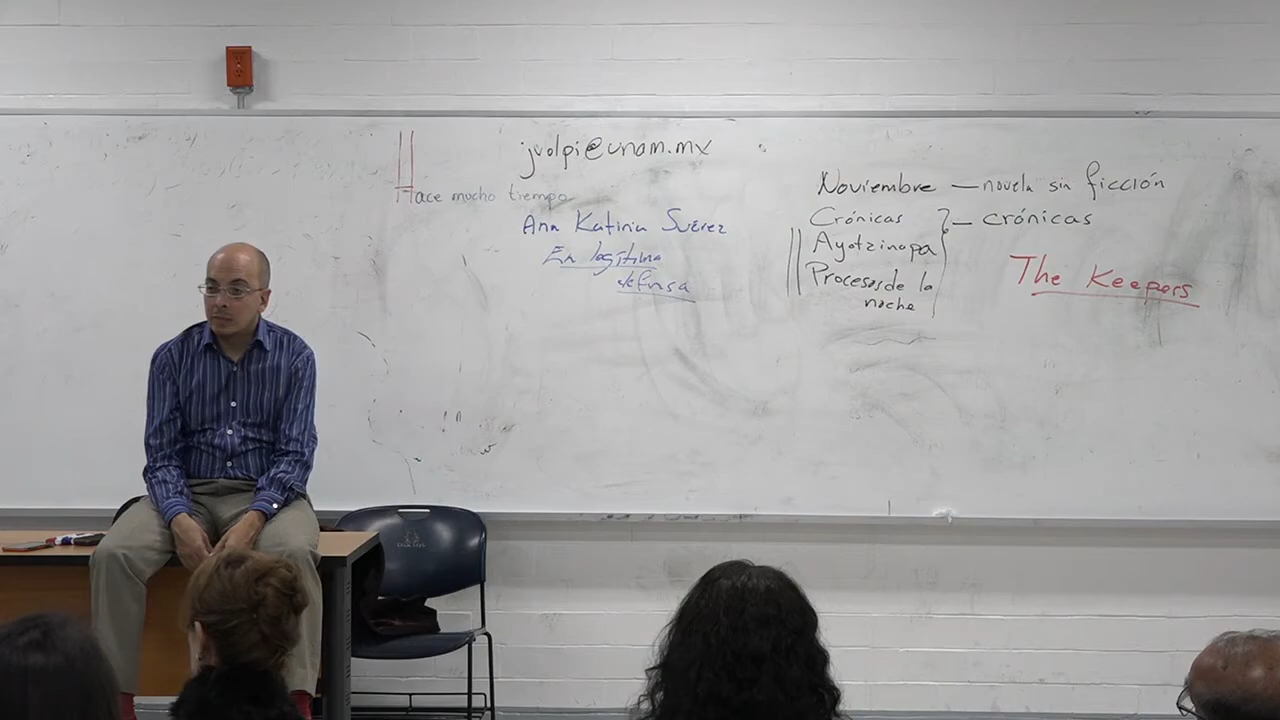 jvolpi@unam.mx
Hace mucho tiempo
Ana Katiria Suárez
En legítima
defensa
Noviembre — novela sin ficción
Crónicas } — crónicas
Ayotzinapa
Procesos de la
noche
The Keepers